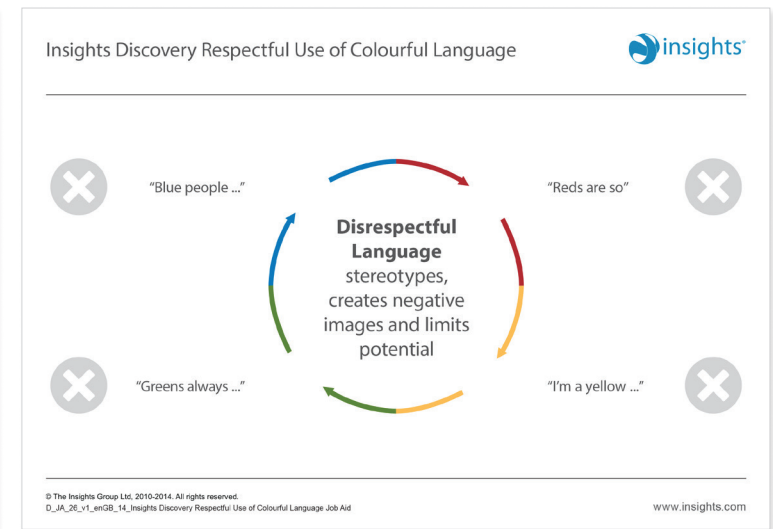 Insights Discovery Respectful Use of Colourful Language
insights®
"Blue people ..."
"Reds are so"
Disrespectful
Language
stereotypes,
creates negative
images and limits
potential
"Greens always ..."
"I'm a yellow ..."
© The Insights Group Ltd, 2010-2014. All rights reserved.
D_JA_26_v1_enGB_14_Insights Discovery Respectful Use of Colourful Language Job Aid
www.insights.com